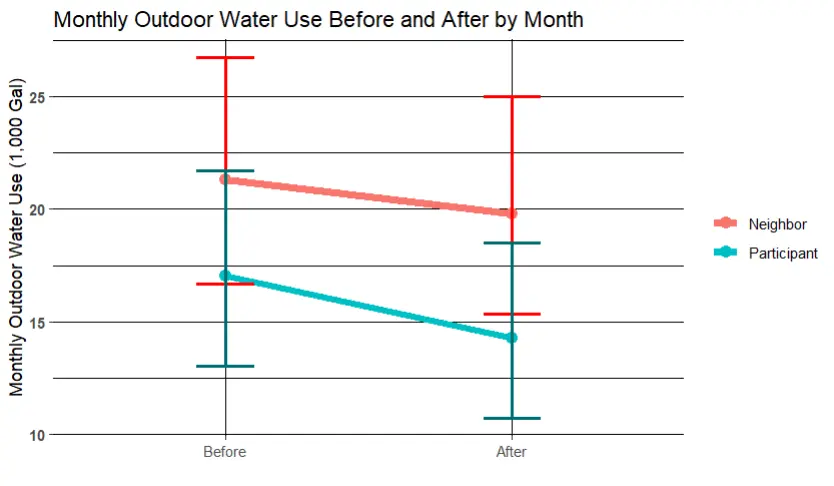 Monthly Outdoor Water Use Before and After by Month
Monthly Outdoor Water Use (1,000 Gal)
25
20
15
10
Before
After
Neighbor
Participant